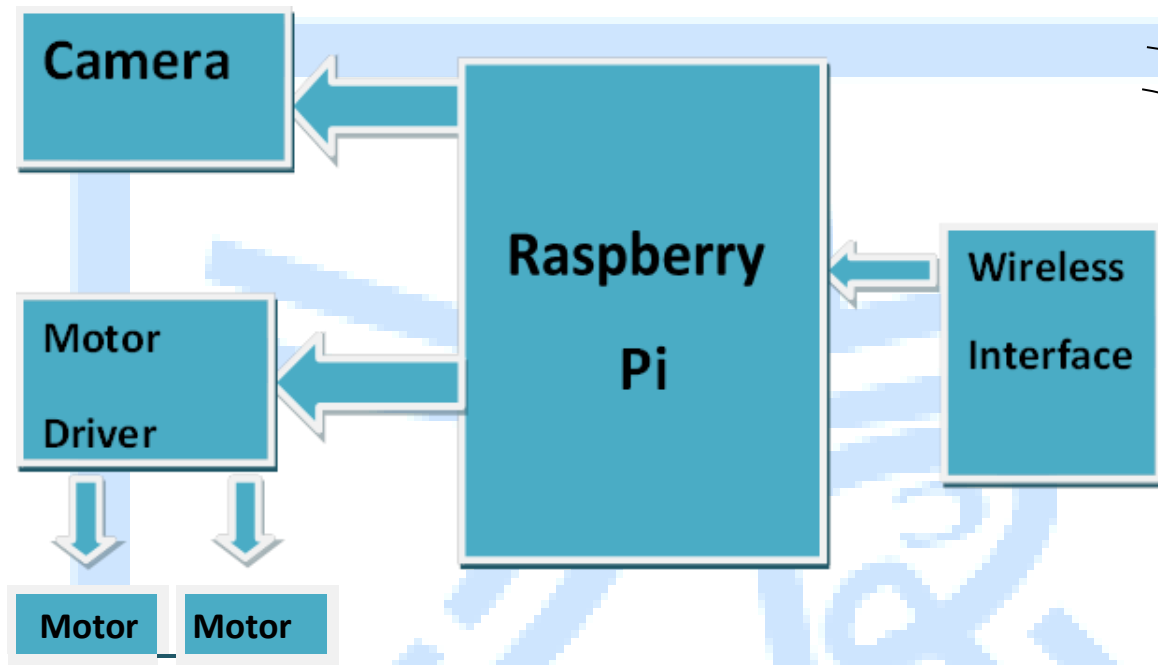 Camera
Raspberry
Pi
Wireless
Interface
Motor
Driver
Motor
Motor